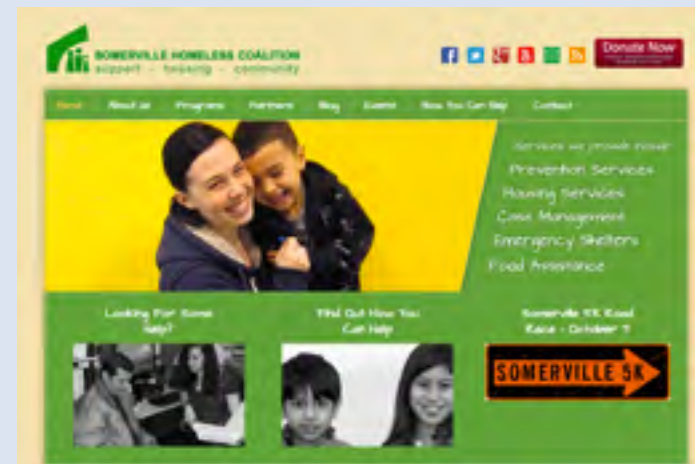 SOMERVILLE HOMELESS COALITION
support - housing - community
Donate Now
Home About Us Programs Partners Blog Events How You Can Help Contact
Services we provide include:
Prevention Services
Housing Services
Case Management
Emergency Shelters
Food Assistance
Looking For Some
Help?
Find Out How You
Can Help
Somerville 5K Road
Race - October
SOMERVILLE 5K